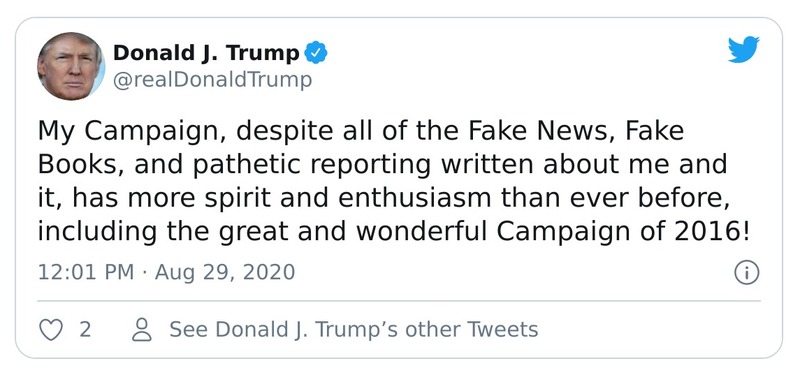 Donald J. Trump
@realDonaldTrump
My Campaign, despite all of the Fake News, Fake
Books, and pathetic reporting written about me and
it, has more spirit and enthusiasm than ever before,
including the great and wonderful Campaign of 2016!
12:01 PM · Aug 29, 2020
2
See Donald J. Trump’s other Tweets